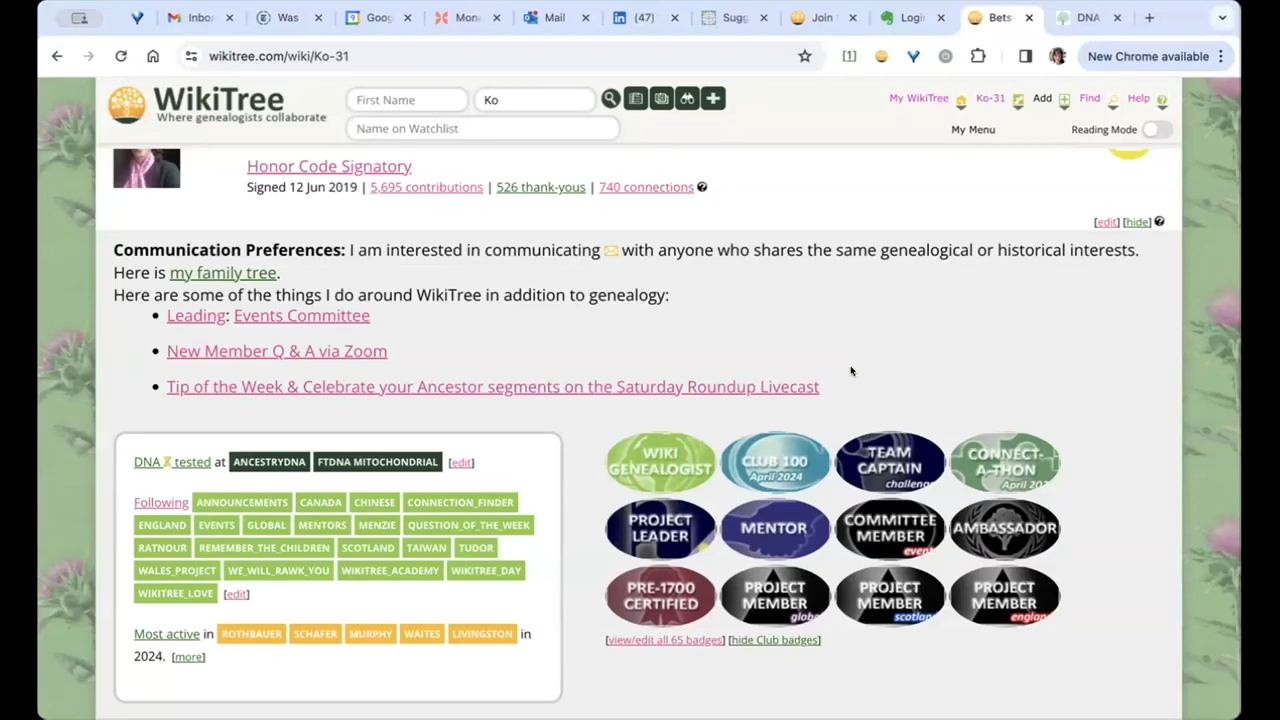 Inbo
Was
Goog
Mon
Mail
(47)
Sugg
Join
Login
Bets
DNA
wikitree.com/wiki/Ko-31
New Chrome available
WikiTree
Where genealogists collaborate
First Name
Ko
Name on Watchlist
My WikiTree
Ko-31
Add
Find
Help
My Menu
Reading Mode
Honor Code Signatory
Signed 12 Jun 2019 | 5,695 contributions | 526 thank-yous | 740 connections
[edit] [hide]
Communication Preferences: I am interested in communicating with anyone who shares the same genealogical or historical interests.
Here is my family tree.
Here are some of the things I do around WikiTree in addition to genealogy:
• Leading: Events Committee
• New Member Q & A via Zoom
• Tip of the Week & Celebrate your Ancestor segments on the Saturday Roundup Livecast
DNA tested at ANCESTRYDNA FTDNA MITOCHONDRIAL [edit]
Following ANNOUNCEMENTS CANADA CHINESE CONNECTION_FINDER
ENGLAND EVENTS GLOBAL MENTORS MENZIE QUESTION_OF_THE_WEEK
RATNOUR REMEMBER_THE_CHILDREN SCOTLAND TAIWAN TUDOR
WALES_PROJECT WE_WILL_RAWK_YOU WIKITREE_ACADEMY WIKITREE_DAY
WIKITREE_LOVE [edit]
Most active in ROTHBAUER SCHAFER MURPHY WAITES LIVINGSTON in
2024. [more]
WIKI
GENEALOGIST
CLUB 100
April 2024
TEAM
CAPTAIN
challenge
CONNECT-
A-THON
April 202
PROJECT
LEADER
MENTOR
COMMITTEE
MEMBER
event
AMBASSADOR
PRE-1700
CERTIFIED
PROJECT
MEMBER
globa
PROJECT
MEMBER
scotlan
PROJECT
MEMBER
englan
[view/edit all 65 badges] [hide Club badges]